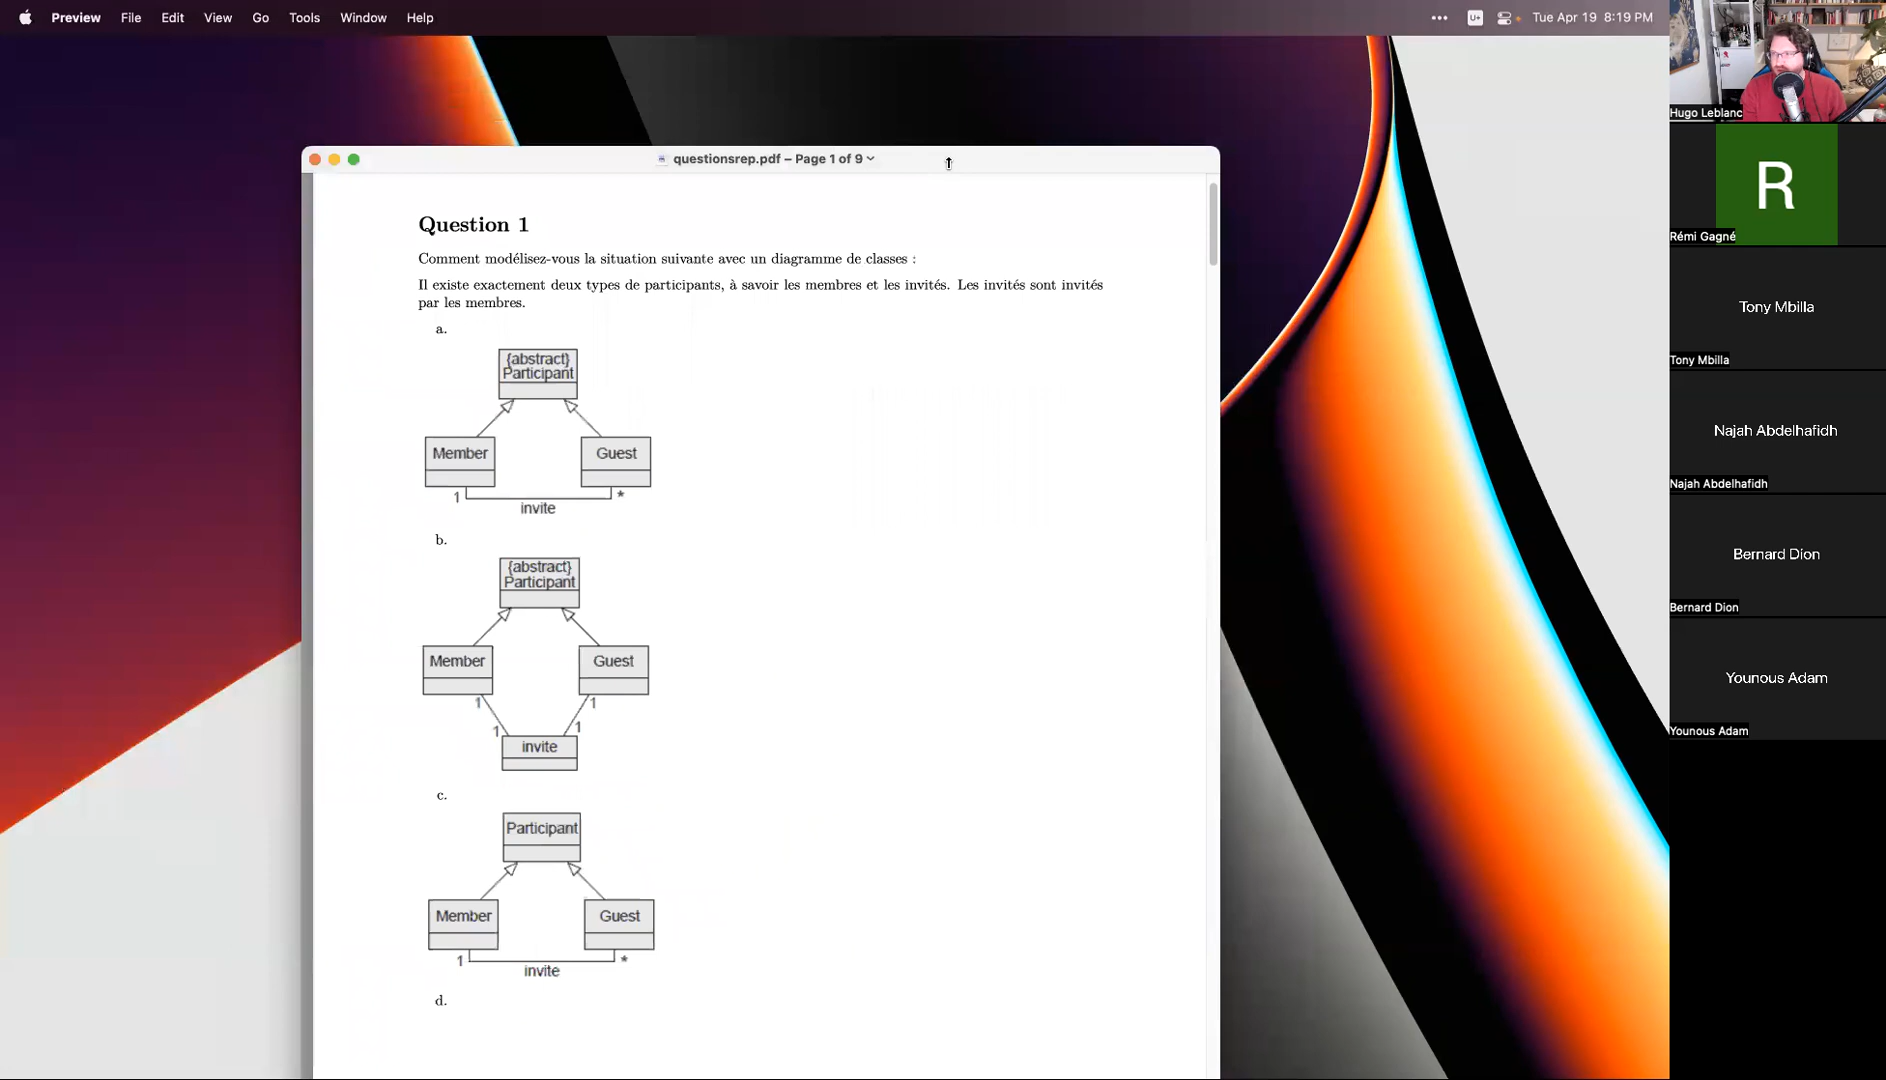 Preview File Edit View Go Tools Window Help
U+ Tue Apr 19 8:19 PM
questionsrep.pdf – Page 1 of 9
Question 1
Comment modélisez-vous la situation suivante avec un diagramme de classes :
Il existe exactement deux types de participants, à savoir les membres et les invités. Les invités sont invités
par les membres.
a.
{abstract}
Participant
Member Guest
1 *
invite
b.
{abstract}
Participant
Member Guest
1 1
1 1
invite
c.
Participant
Member Guest
1 *
invite
d.
Hugo Leblanc
R
Rémi Gagné
Tony Mbilla
Tony Mbilla
Najah Abdelhafidh
Najah Abdelhafidh
Bernard Dion
Bernard Dion
Younous Adam
Younous Adam